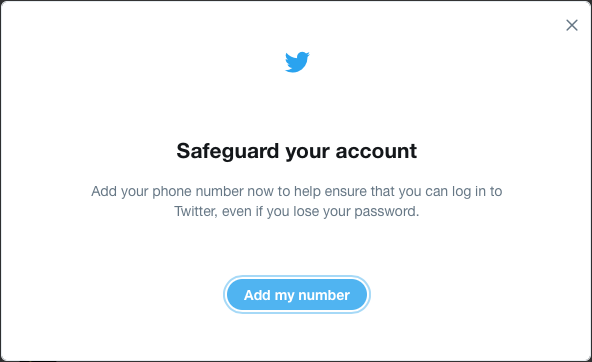 Safeguard your account
Add your phone number now to help ensure that you can log in to
Twitter, even if you lose your password.
Add my number